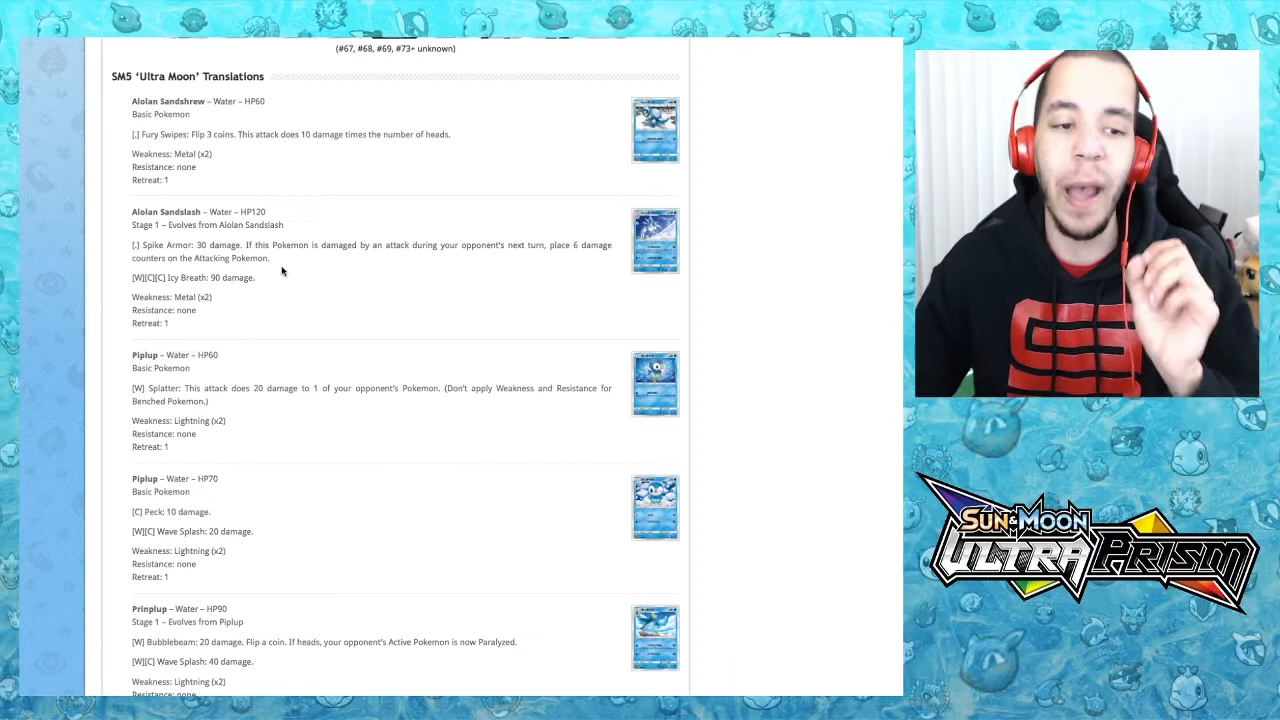 (#67, #68, #69, #73+ unknown)
SM5 ‘Ultra Moon’ Translations
Alolan Sandshrew – Water – HP60
Basic Pokemon
[.] Fury Swipes: Flip 3 coins. This attack does 10 damage times the number of heads.
Weakness: Metal (x2)
Resistance: none
Retreat: 1
Alolan Sandslash – Water – HP120
Stage 1 – Evolves from Alolan Sandslash
[.] Spike Armor: 30 damage. If this Pokemon is damaged by an attack during your opponent’s next turn, place 6 damage
counters on the Attacking Pokemon.
[W][C][C] Icy Breath: 90 damage.
Weakness: Metal (x2)
Resistance: none
Retreat: 1
Piplup – Water – HP60
Basic Pokemon
[W] Splatter: This attack does 20 damage to 1 of your opponent’s Pokemon. (Don’t apply Weakness and Resistance for
Benched Pokemon.)
Weakness: Lightning (x2)
Resistance: none
Retreat: 1
Piplup – Water – HP70
Basic Pokemon
[C] Peck: 10 damage.
[W][C] Wave Splash: 20 damage.
Weakness: Lightning (x2)
Resistance: none
Retreat: 1
Prinplup – Water – HP90
Stage 1 – Evolves from Piplup
[W] Bubblebeam: 20 damage. Flip a coin. If heads, your opponent’s Active Pokemon is now Paralyzed.
[W][C] Wave Splash: 40 damage.
Weakness: Lightning (x2)
Resistance: none
SUN & MOON
ULTRA PRISM